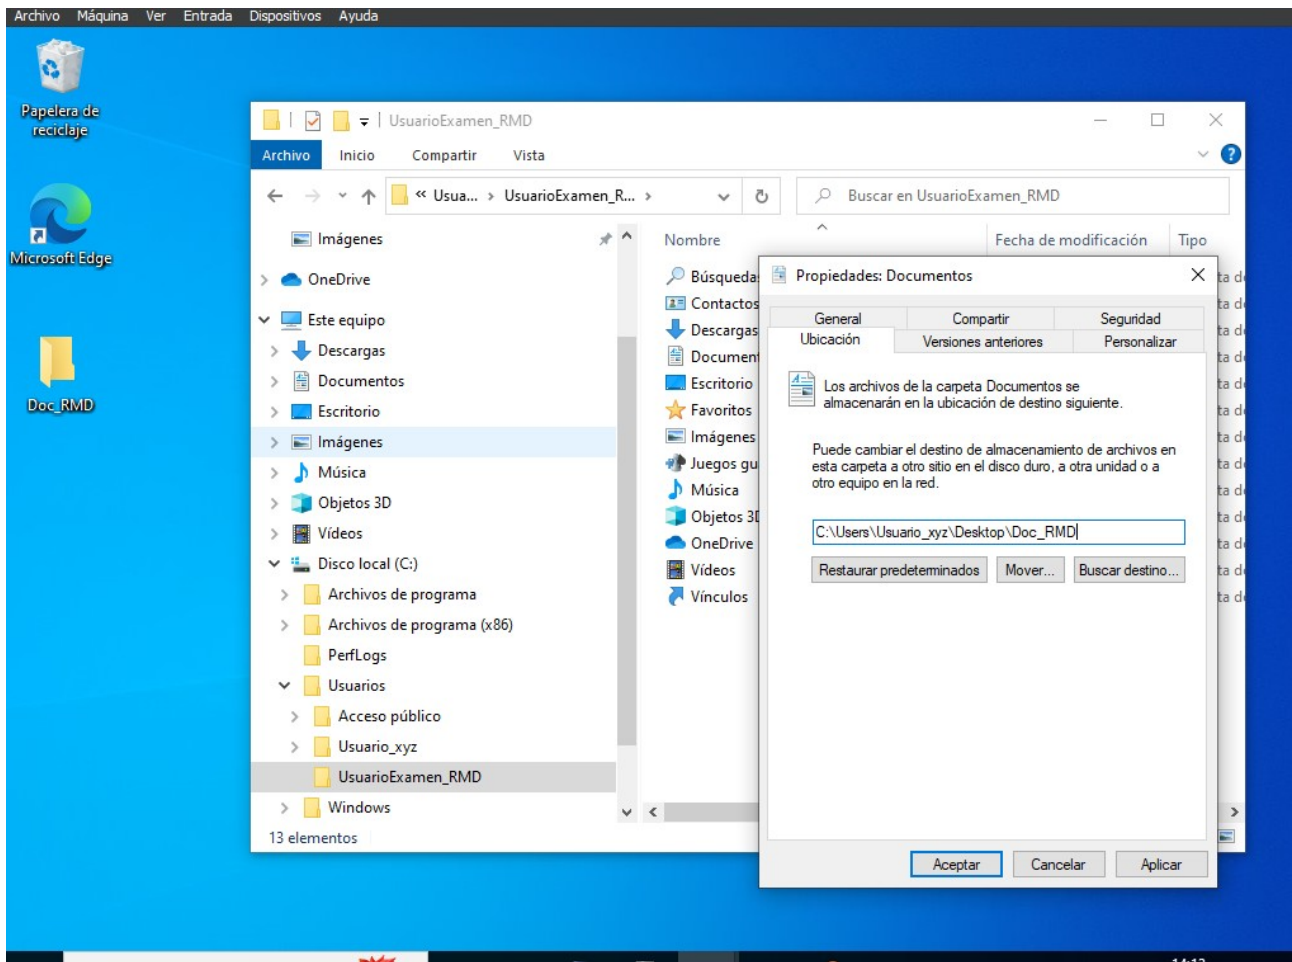 Archivo Máquina Ver Entrada Dispositivos Ayuda
Papelera de
reciclaje
Microsoft Edge
Doc_RMD
UsuarioExamen_RMD
Archivo Inicio Compartir Vista
« Usua... › UsuarioExamen_R... ›
Buscar en UsuarioExamen_RMD
Imágenes
OneDrive
Este equipo
Descargas
Documentos
Escritorio
Imágenes
Música
Objetos 3D
Vídeos
Disco local (C:)
Archivos de programa
Archivos de programa (x86)
PerfLogs
Usuarios
Acceso público
Usuario_xyz
UsuarioExamen_RMD
Windows
13 elementos
Nombre Fecha de modificación Tipo
Búsqueda
Contactos
Descargas
Document
Escritorio
Favoritos
Imágenes
Juegos gu
Música
Objetos 3D
OneDrive
Vídeos
Vínculos
Propiedades: Documentos
General Compartir Seguridad
Ubicación Versiones anteriores Personalizar
Los archivos de la carpeta Documentos se
almacenarán en la ubicación de destino siguiente.
Puede cambiar el destino de almacenamiento de archivos en
esta carpeta a otro sitio en el disco duro, a otra unidad o a
otro equipo en la red.
C:\Users\Usuario_xyz\Desktop\Doc_RMD
Restaurar predeterminados Mover... Buscar destino...
Aceptar Cancelar Aplicar